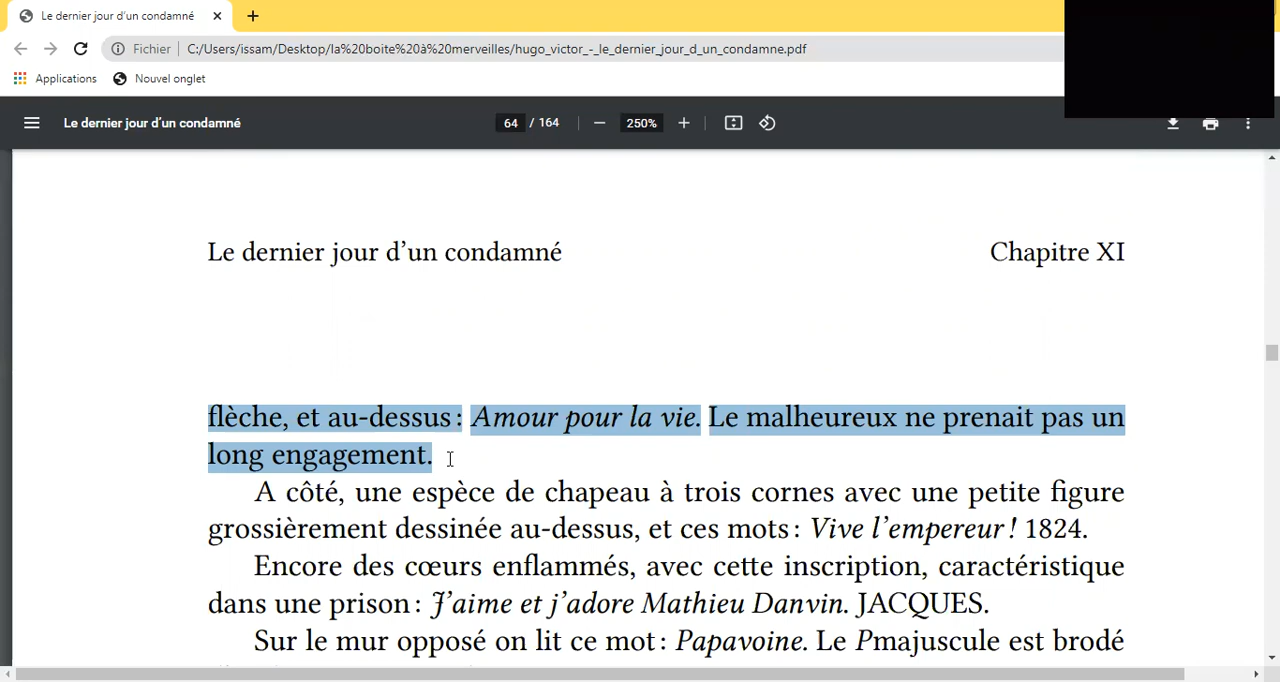 Le dernier jour d'un condamné
Fichier C:/Users/issam/Desktop/la%20boite%20à%20merveilles/hugo_victor_-_le_dernier_jour_d_un_condamne.pdf
Applications Nouvel onglet
Le dernier jour d'un condamné 64 / 164 250%
Le dernier jour d’un condamné Chapitre XI
flèche, et au-dessus : Amour pour la vie. Le malheureux ne prenait pas un
long engagement.
A côté, une espèce de chapeau à trois cornes avec une petite figure
grossièrement dessinée au-dessus, et ces mots : Vive l’empereur ! 1824.
Encore des cœurs enflammés, avec cette inscription, caractéristique
dans une prison : J’aime et j’adore Mathieu Danvin. JACQUES.
Sur le mur opposé on lit ce mot : Papavoine. Le Pmajuscule est brodé